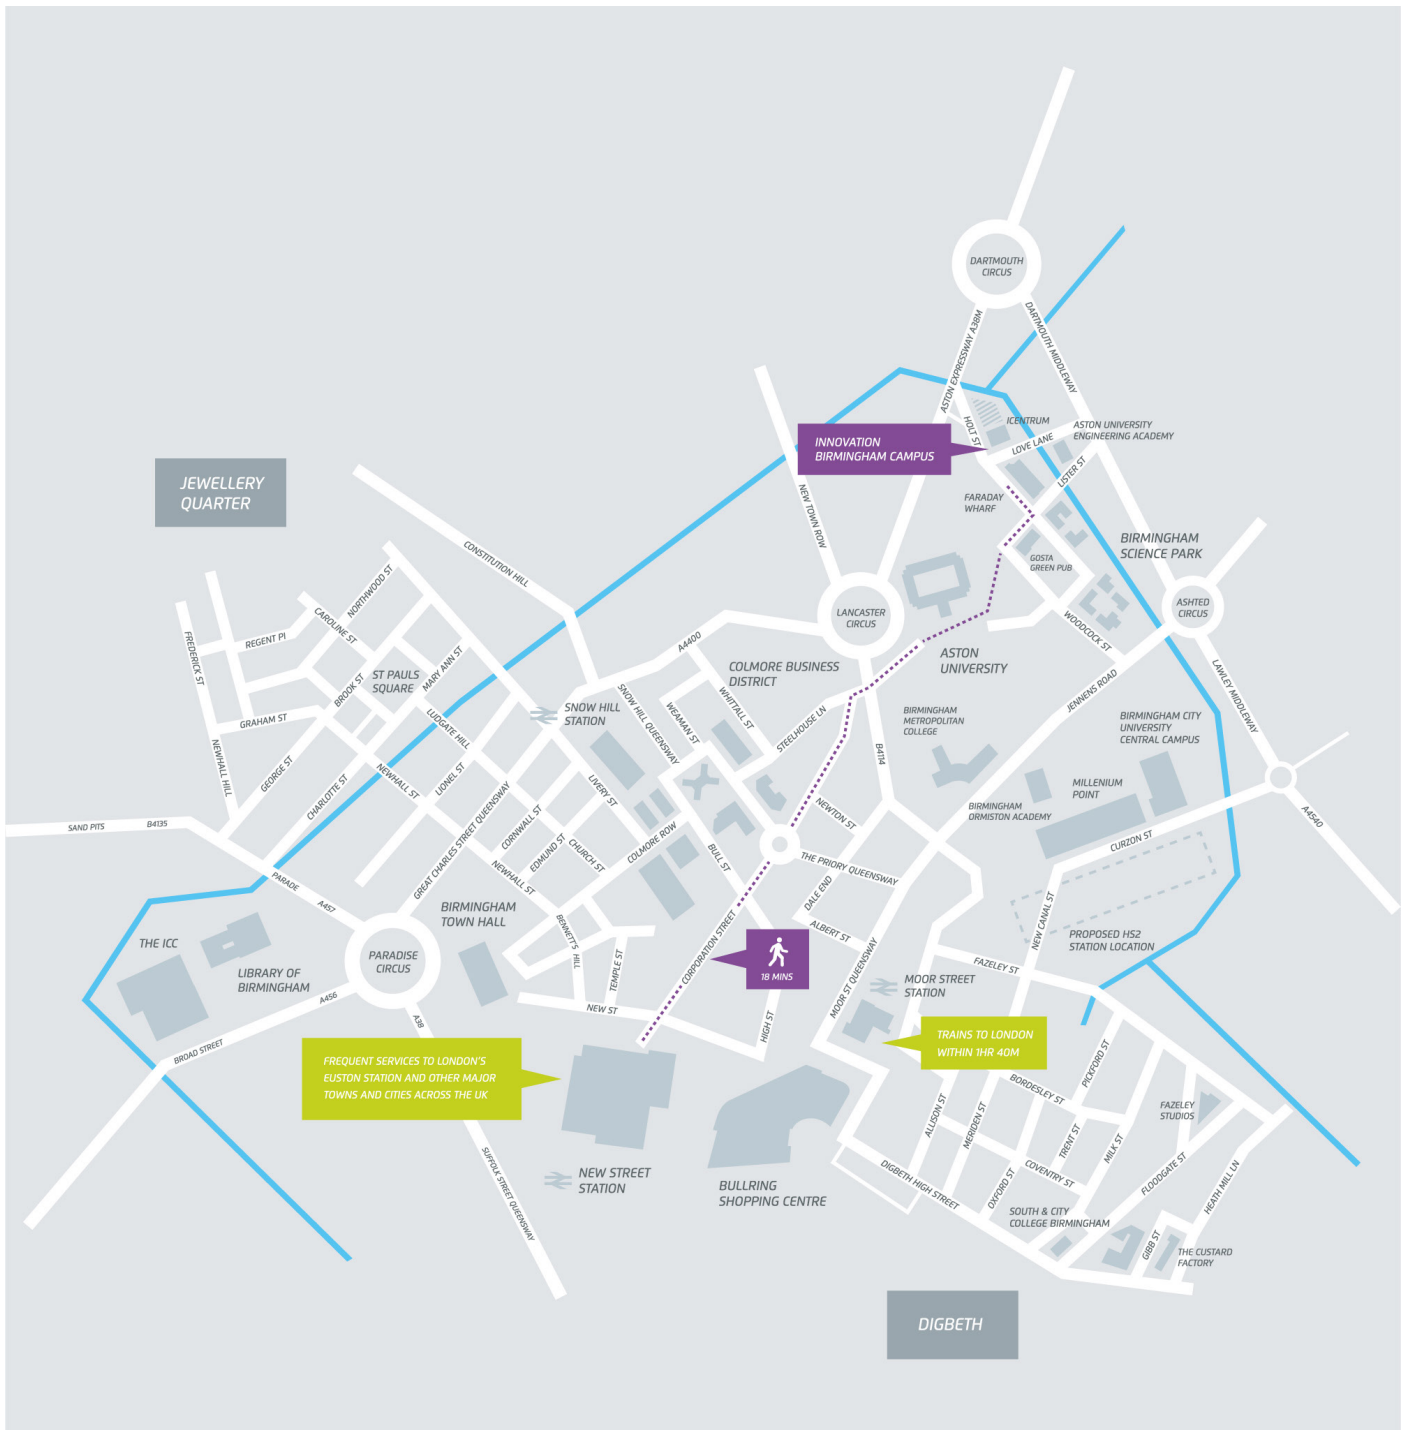 DARTMOUTH
CIRCUS
DARTMOUTH MIDDLEWAY
ASTON EXPRESSWAY A38M
ICENTRUM
HOLT ST
LOVE LANE
ASTON UNIVERSITY
ENGINEERING ACADEMY
INNOVATION
BIRMINGHAM CAMPUS
LISTER ST
JEWELLERY
QUARTER
NEW TOWN ROW
FARADAY
WHARF
BIRMINGHAM
SCIENCE PARK
GOSTA
GREEN PUB
CONSTITUTION HILL
NORTHWOOD ST
CAROLINE ST
REGENT PI
FREDERICK ST
LANCASTER
CIRCUS
ASHTED
CIRCUS
WOODCOCK ST
A4400
COLMORE BUSINESS
DISTRICT
ASTON
UNIVERSITY
MARY ANN ST
ST PAULS
SQUARE
BROOK ST
LAWLEY MIDDLEWAY
JENNENS ROAD
SNOW HILL QUEENSWAY
WHITTALL ST
WEAMAN ST
SNOW HILL
STATION
STEELHOUSE LN
BIRMINGHAM
METROPOLITAN
COLLEGE
BIRMINGHAM CITY
UNIVERSITY
CENTRAL CAMPUS
GRAHAM ST
LUDGATE HILL
B4114
NEWHALL HILL
GEORGE ST
CHARLOTTE ST
NEWHALL ST
LIONEL ST
LIVERY ST
MILLENIUM
POINT
BIRMINGHAM
ORMISTON ACADEMY
NEWTON ST
A4540
SAND PITS
B4135
GREAT CHARLES STREET QUEENSWAY
CORNWALL ST
EDMUND ST
CHURCH ST
COLMORE ROW
BULL ST
CURZON ST
THE PRIORY QUEENSWAY
PARADE
A457
NEWHALL ST
DALE END
BIRMINGHAM
TOWN HALL
BENNETT'S HILL
TEMPLE ST
CORPORATION STREET
ALBERT ST
NEW CANAL ST
PROPOSED HS2
STATION LOCATION
THE ICC
LIBRARY OF
BIRMINGHAM
PARADISE
CIRCUS
18 MINS
MOOR ST QUEENSWAY
FAZELEY ST
MOOR STREET
STATION
A456
A38
NEW ST
HIGH ST
BROAD STREET
TRAINS TO LONDON
WITHIN 1HR 40M
FREQUENT SERVICES TO LONDON'S
EUSTON STATION AND OTHER MAJOR
TOWNS AND CITIES ACROSS THE UK
PICKFORD ST
BORDESLEY ST
FAZELEY
STUDIOS
ALLISON ST
MERIDEN ST
TRENT ST
MILK ST
SUFFOLK STREET QUEENSWAY
NEW STREET
STATION
BULLRING
SHOPPING CENTRE
DIGBETH HIGH STREET
OXFORD ST
COVENTRY ST
FLOODGATE ST
HEATH MILL LN
SOUTH & CITY
COLLEGE BIRMINGHAM
GIBB ST
THE CUSTARD
FACTORY
DIGBETH